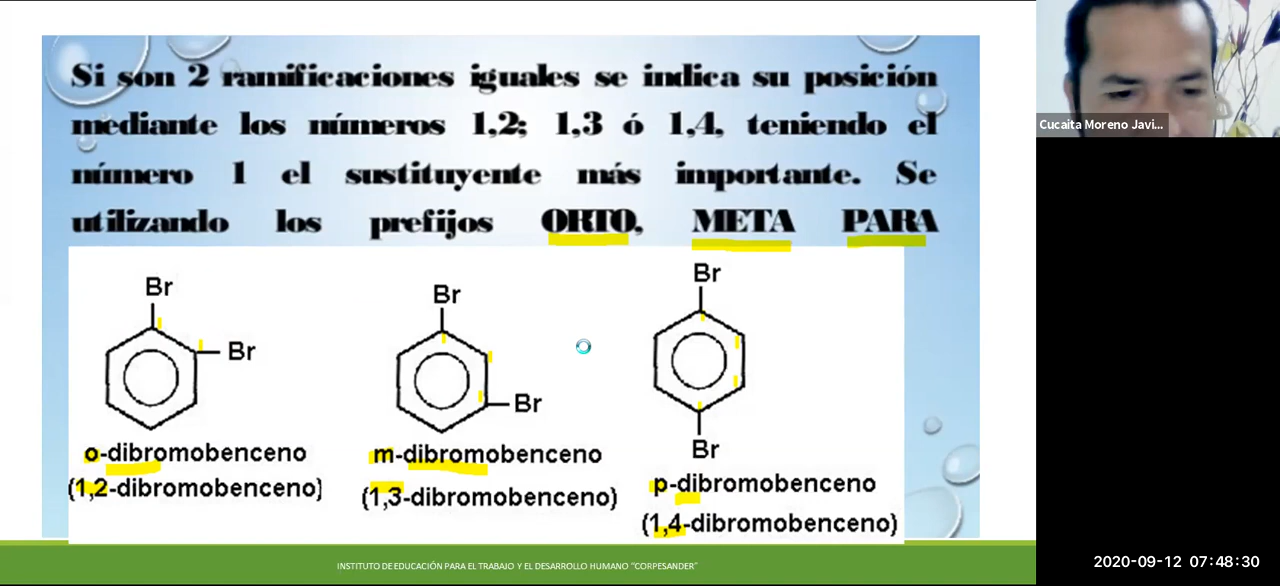 Si son 2 ramificaciones iguales se indica su posición
mediante los números 1,2; 1,3 ó 1,4, teniendo el
número 1 el sustituyente más importante. Se
utilizando los prefijos ORTO, META PARA
Br
Br
o-dibromobenceno
(1,2-dibromobenceno)
Br
Br
m-dibromobenceno
(1,3-dibromobenceno)
Br
Br
p-dibromobenceno
(1,4-dibromobenceno)
INSTITUTO DE EDUCACIÓN PARA EL TRABAJO Y EL DESARROLLO HUMANO "CORPESANDER"
Cucaita Moreno Javi...
2020-09-12 07:48:30